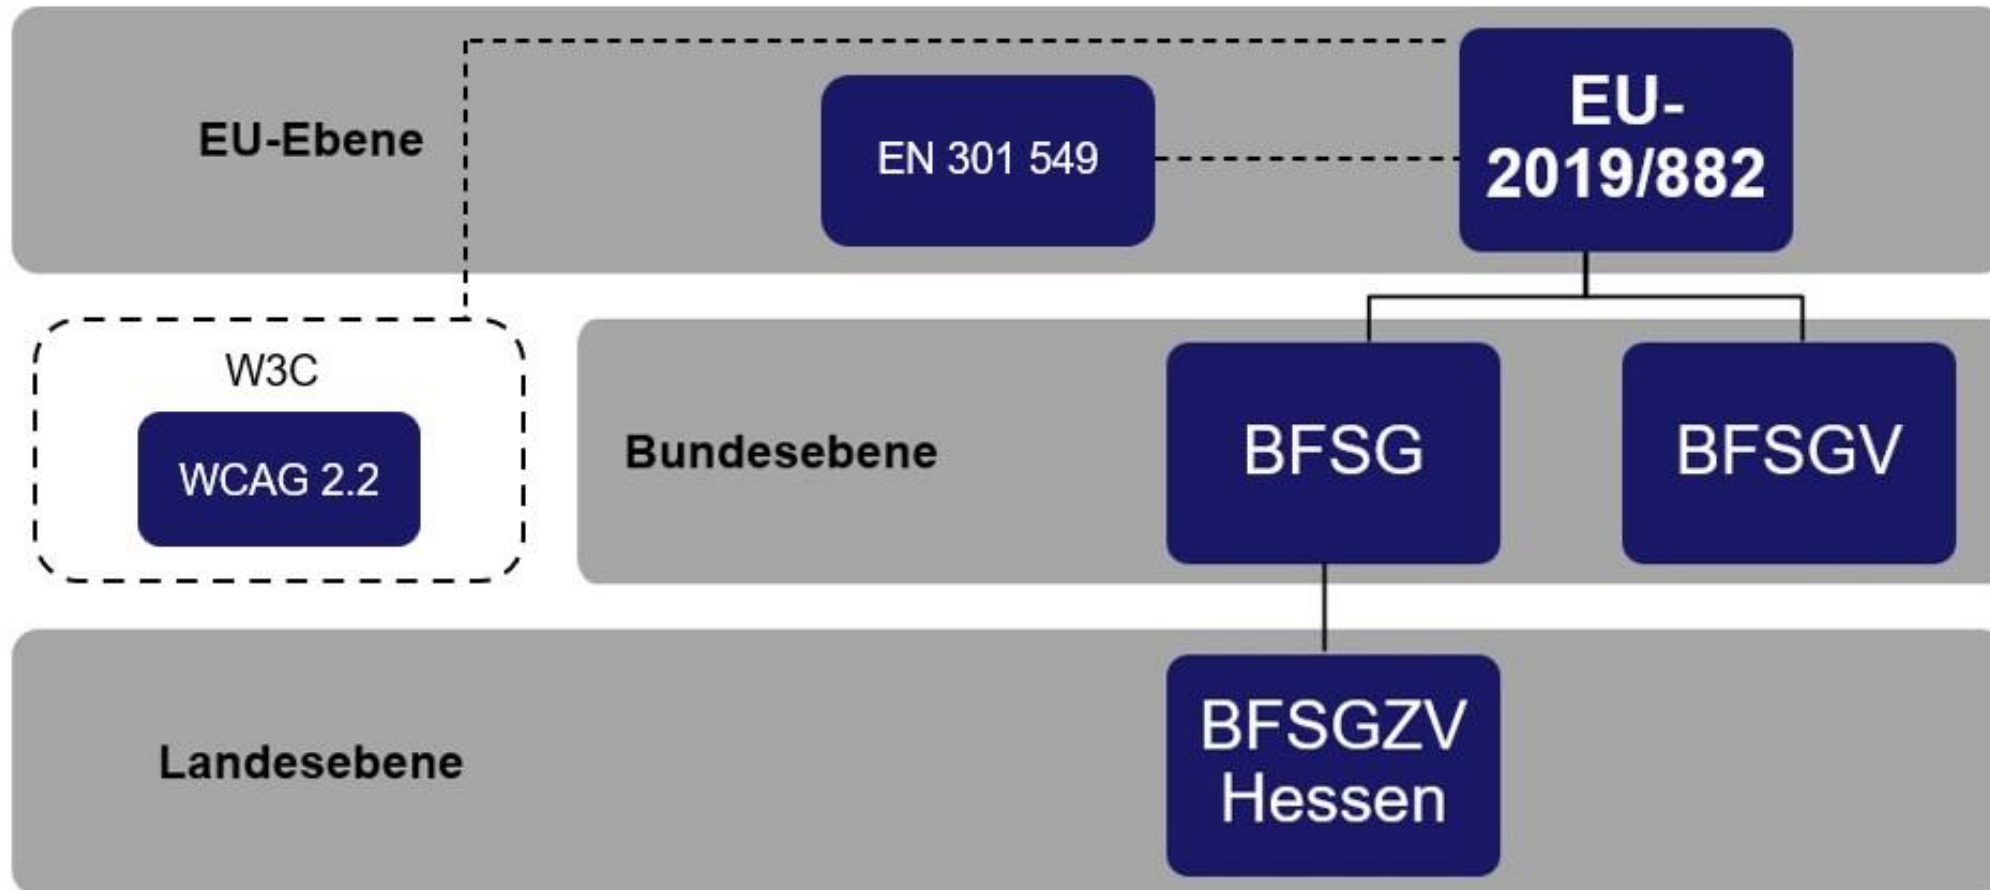 EU-Ebene
EN 301 549
EU-
2019/882
W3C
WCAG 2.2
Bundesebene
BFSG
BFSGV
Landesebene
BFSGZV
Hessen